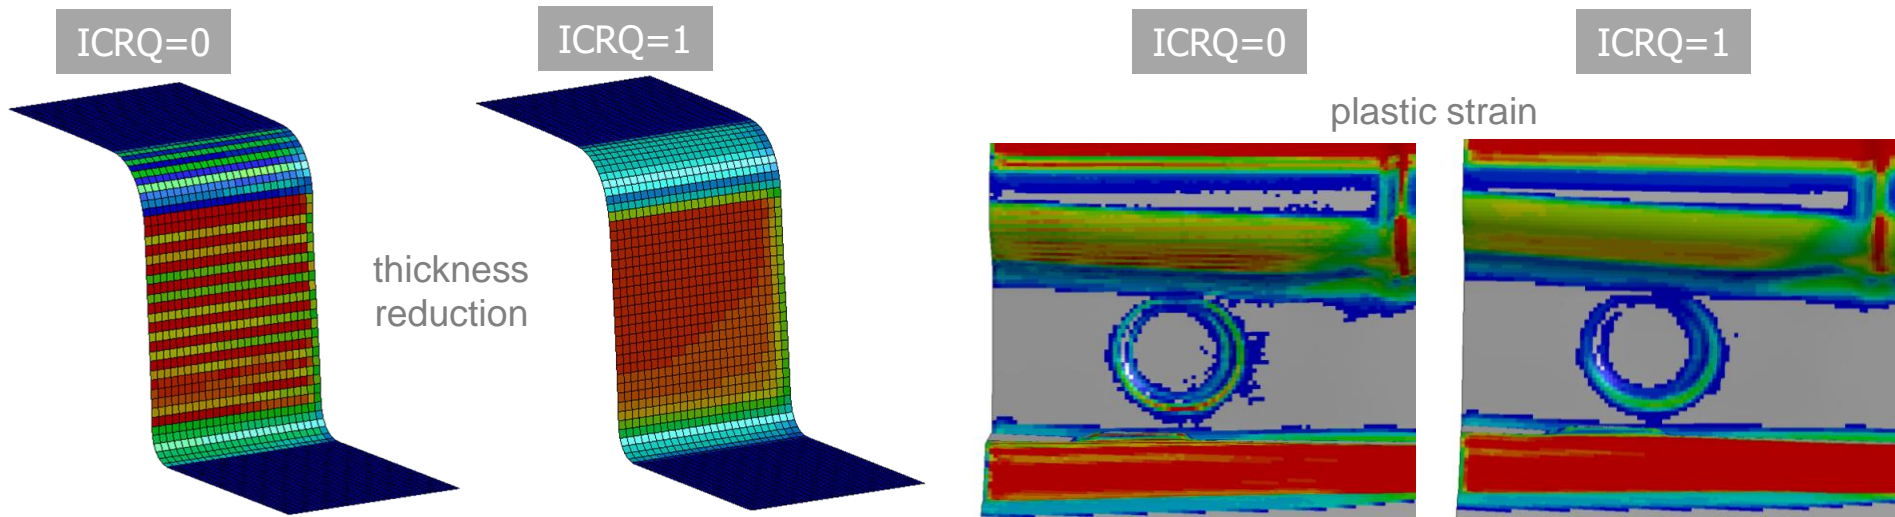 ICRQ=0
ICRQ=1
ICRQ=0
ICRQ=1
plastic strain
thickness
reduction